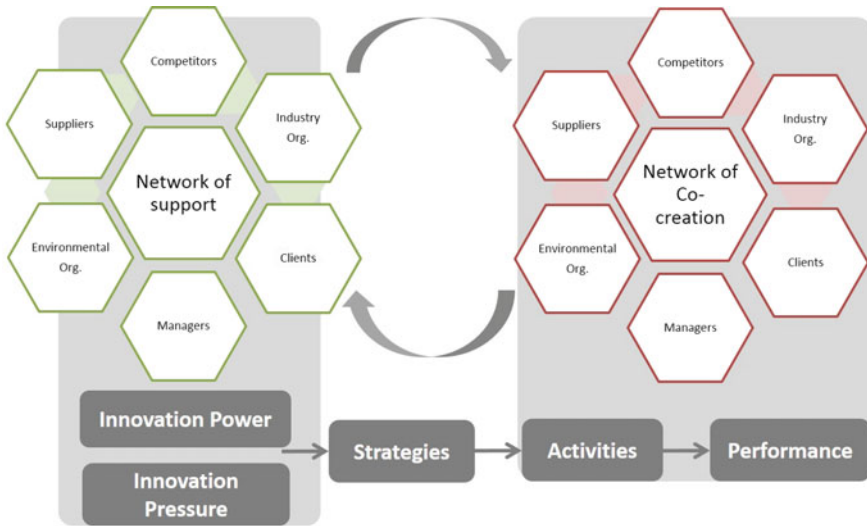 Competitors
Suppliers
Industry
Org.
Network of
support
Environmental
Org.
Clients
Managers
Competitors
Suppliers
Industry
Org.
Network of
Co-
creation
Environmental
Org.
Clients
Managers
Innovation Power
Innovation
Pressure
Strategies
Activities
Performance